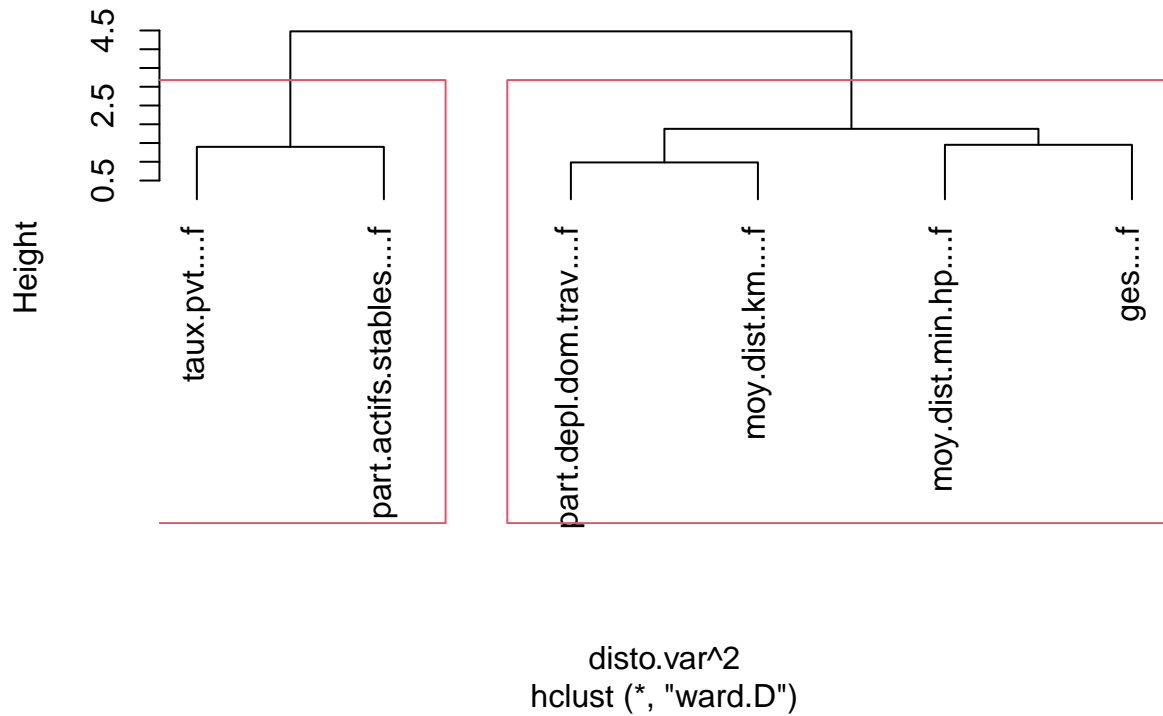 Height
4.5
2.5
0.5
taux.pvt....f
part.actifs.stables....f
part.depl.dom.trav....f
moy.dist.km....f
moy.dist.min.hp....f
ges....f
disto.var^2
hclust (*, "ward.D")